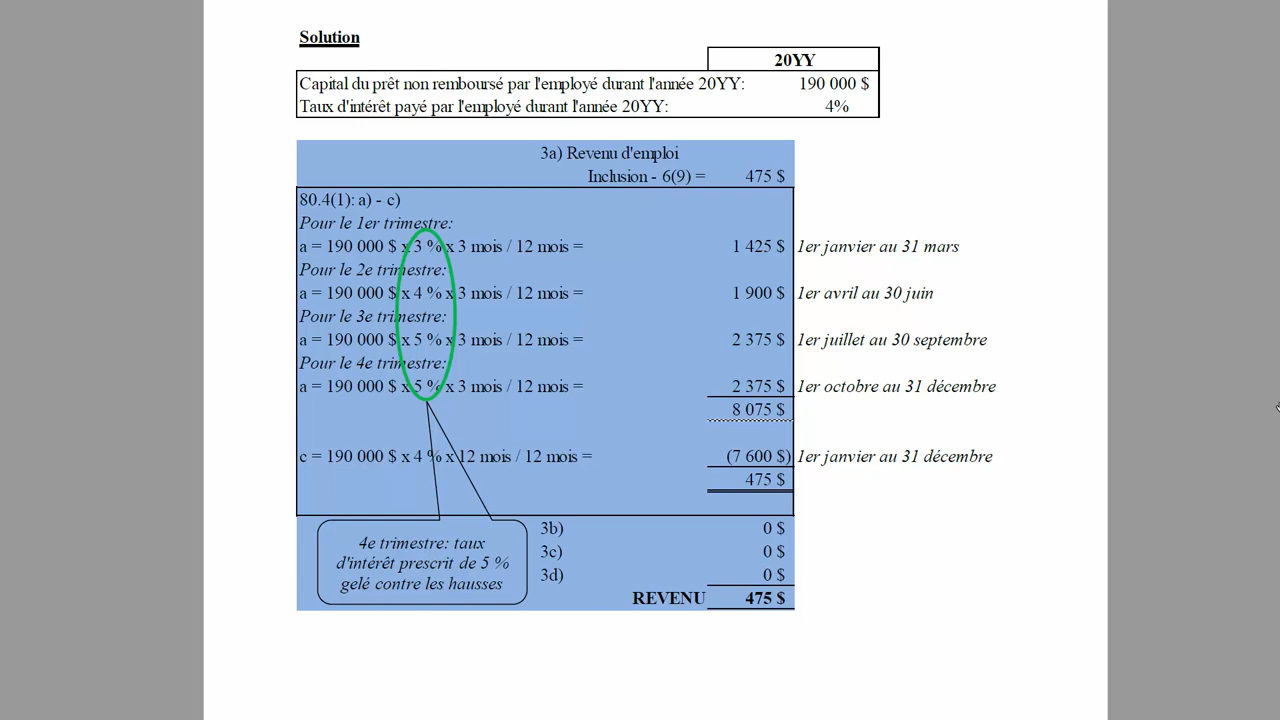 Solution
20YY
Capital du prêt non remboursé par l'employé durant l'année 20YY: 190 000 $
Taux d'intérêt payé par l'employé durant l'année 20YY: 4%
3a) Revenu d'emploi
Inclusion - 6(9) = 475 $
80.4(1): a) - c)
Pour le 1er trimestre:
a = 190 000 $ x 3 % x 3 mois / 12 mois = 1 425 $ 1er janvier au 31 mars
Pour le 2e trimestre:
a = 190 000 $ x 4 % x 3 mois / 12 mois = 1 900 $ 1er avril au 30 juin
Pour le 3e trimestre:
a = 190 000 $ x 5 % x 3 mois / 12 mois = 2 375 $ 1er juillet au 30 septembre
Pour le 4e trimestre:
a = 190 000 $ x 5 % x 3 mois / 12 mois = 2 375 $ 1er octobre au 31 décembre
8 075 $
c = 190 000 $ x 4 % x 12 mois / 12 mois = (7 600 $) 1er janvier au 31 décembre
475 $
4e trimestre: taux
d'intérêt prescrit de 5 %
gelé contre les hausses
3b) 0 $
3c) 0 $
3d) 0 $
REVENU 475 $